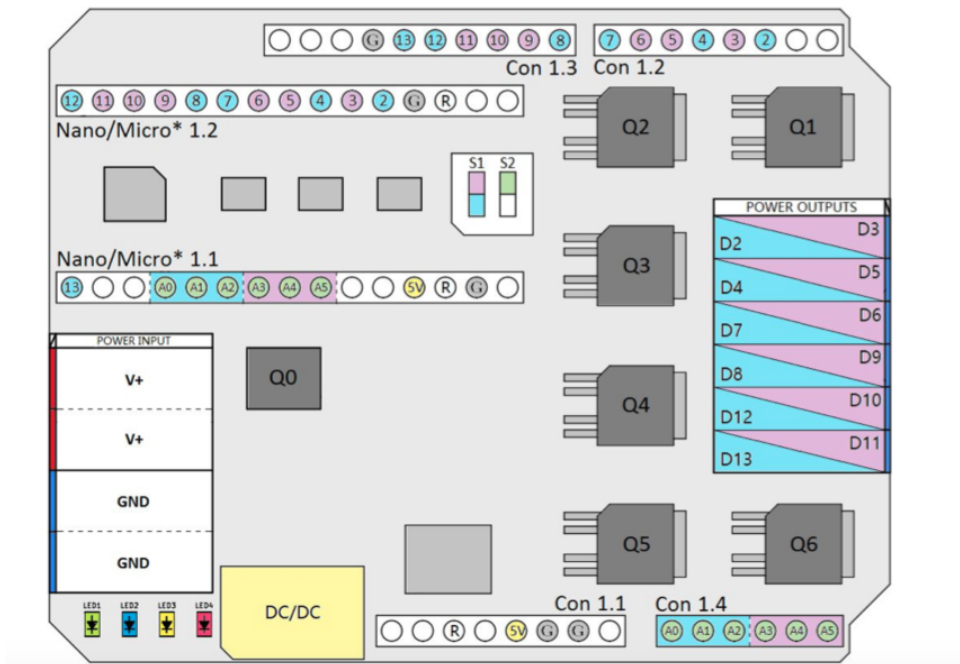 G 13 12 11 10 9 8
7 6 5 4 3 2
Con 1.3
Con 1.2
12 11 10 9 8 7 6 5 4 3 2 G R
Nano/Micro* 1.2
Q2
Q1
S1 S2
POWER OUTPUTS
D3
D2
D5
D4
D6
D7
D9
D8
D10
D12
D11
D13
Q3
Nano/Micro* 1.1
13 A0 A1 A2 A3 A4 A5 5V R G
POWER INPUT
V+
V+
GND
GND
Q0
Q4
Q5
Q6
LED1 LED2 LED3 LED4
DC/DC
Con 1.1
Con 1.4
R 5V G G
A0 A1 A2 A3 A4 A5